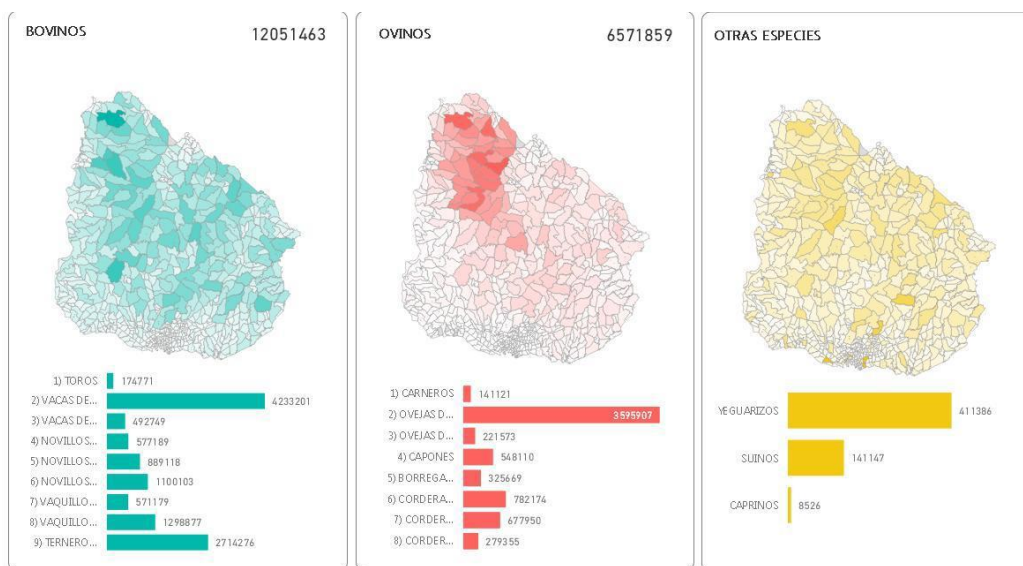 BOVINOS 12051463
1) TOROS 174771
2) VACAS DE... 4233201
3) VACAS DE... 492749
4) NOVILLOS... 577189
5) NOVILLOS... 889118
6) NOVILLOS... 1100103
7) VAQUILLO... 571179
8) VAQUILLO... 1298877
9) TERNERO... 2714276
OVINOS 6571859
1) CARNEROS 141121
2) OVEJAS D... 3595907
3) OVEJAS D... 221573
4) CAPONES 548110
5) BORREGA... 325669
6) CORDERA... 782174
7) CORDER... 677950
8) CORDER... 279355
OTRAS ESPECIES
YEGUARIZOS 411386
SUINOS 141147
CAPRINOS 8526